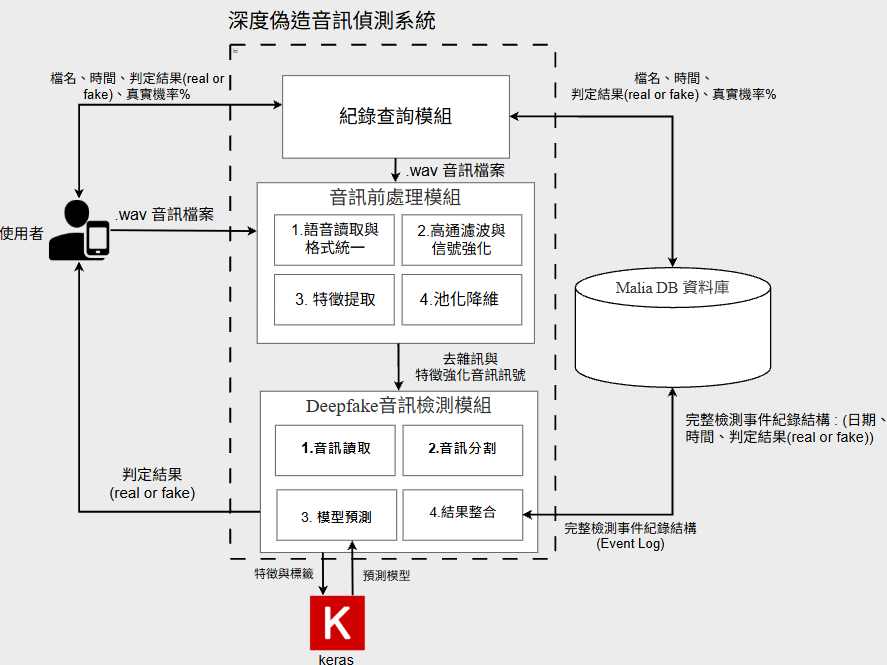 深度偽造音訊偵測系統
檔名、時間、判定結果(real or
fake)、真實機率%
檔名、時間、
判定結果(real or fake)、真實機率%
紀錄查詢模組
.wav 音訊檔案
音訊前處理模組
使用者
.wav 音訊檔案
1.語音讀取與
格式統一
2.高通濾波與
信號強化
3. 特徵提取
4.池化降維
Malia DB 資料庫
去雜訊與
特徵強化音訊訊號
Deepfake音訊檢測模組
1.音訊讀取
2.音訊分割
3. 模型預測
4.結果整合
完整檢測事件紀錄結構 : (日期、
時間、判定結果(real or fake))
判定結果
(real or fake)
完整檢測事件紀錄結構
(Event Log)
特徵與標籤
預測模型
K
keras